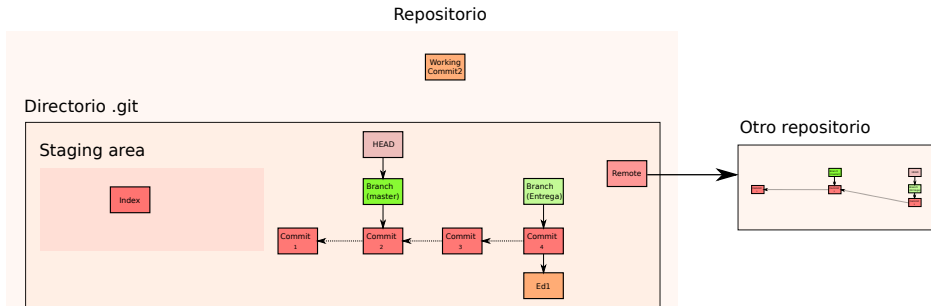 Repositorio
Working
Commit2
Directorio .git
Otro repositorio
Staging area
HEAD
Remote
Index
Branch
(master)
Branch
(Entrega)
Commit
1
Commit
2
Commit
3
Commit
4
Ed1